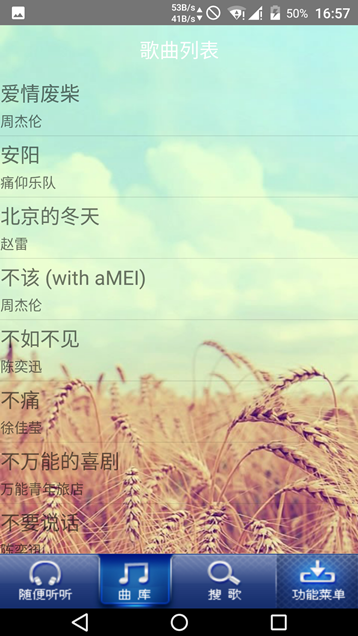 53B/s
41B/s
50%
16:57
歌曲列表
爱情废柴
周杰伦
安阳
痛仰乐队
北京的冬天
赵雷
不该 (with aMEI)
周杰伦
不如不见
陈奕迅
不痛
徐佳莹
不万能的喜剧
万能青年旅店
不要说话
陈奕迅
随便听听
曲 库
搜 歌
功能菜单